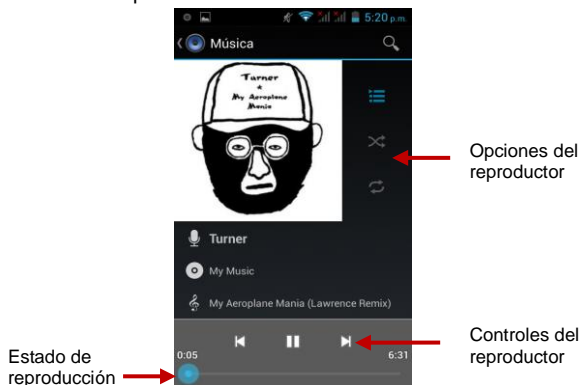 5:20 p.m.
Música
Turner
&
My Aeroplane
Mania
Opciones del
reproductor
Turner
My Music
My Aeroplane Mania (Lawrence Remix)
Controles del
reproductor
0:05
6:31
Estado de
reproducción